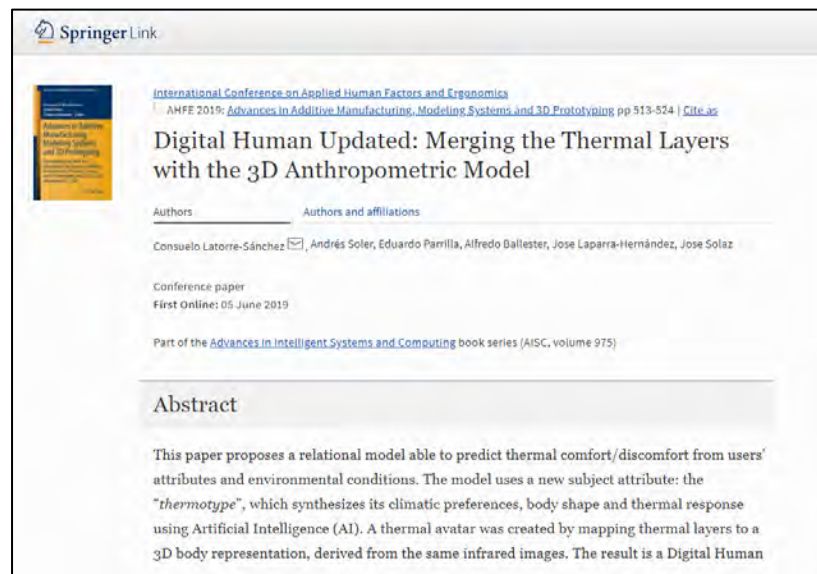 Springer Link
International Conference on Applied Human Factors and Ergonomics
AHFE 2019: Advances in Additive Manufacturing, Modeling Systems and 3D Prototyping pp 513-524 | Cite as
Digital Human Updated: Merging the Thermal Layers
with the 3D Anthropometric Model
Authors Authors and affiliations
Consuelo Latorre-Sánchez, Andrés Soler, Eduardo Parrilla, Alfredo Ballester, Jose Laparra-Hernández, Jose Solaz
Conference paper
First Online: 05 June 2019
Part of the Advances in Intelligent Systems and Computing book series (AISC, volume 975)
Abstract
This paper proposes a relational model able to predict thermal comfort/discomfort from users'
attributes and environmental conditions. The model uses a new subject attribute: the
"thermotype", which synthesizes its climatic preferences, body shape and thermal response
using Artificial Intelligence (AI). A thermal avatar was created by mapping thermal layers to a
3D body representation, derived from the same infrared images. The result is a Digital Human